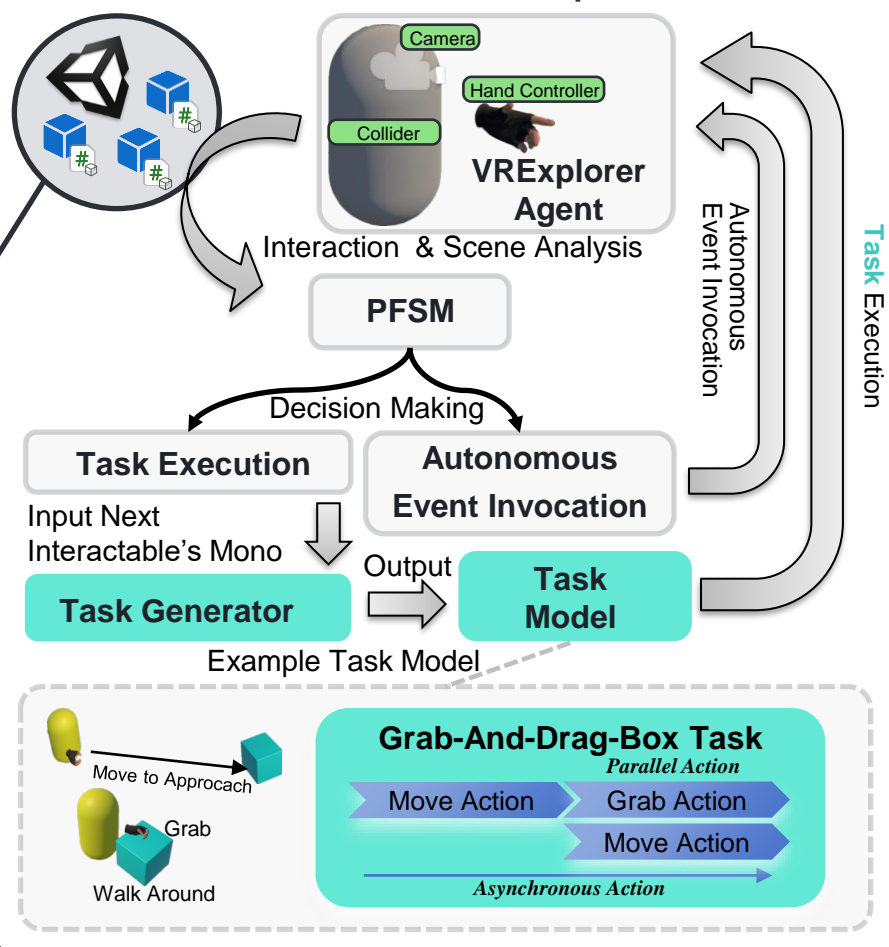 Camera
Hand Controller
Collider
VRExplorer
Agent
Interaction & Scene Analysis
Autonomous
Event Invocation
Task Execution
PFSM
Decision Making
Task Execution
Autonomous
Event Invocation
Input Next
Interactable's Mono
Output
Task Generator
Task
Model
Example Task Model
Move to Approcach
Grab
Walk Around
Grab-And-Drag-Box Task
Parallel Action
Move Action
Grab Action
Move Action
Asynchronous Action
#
#
#